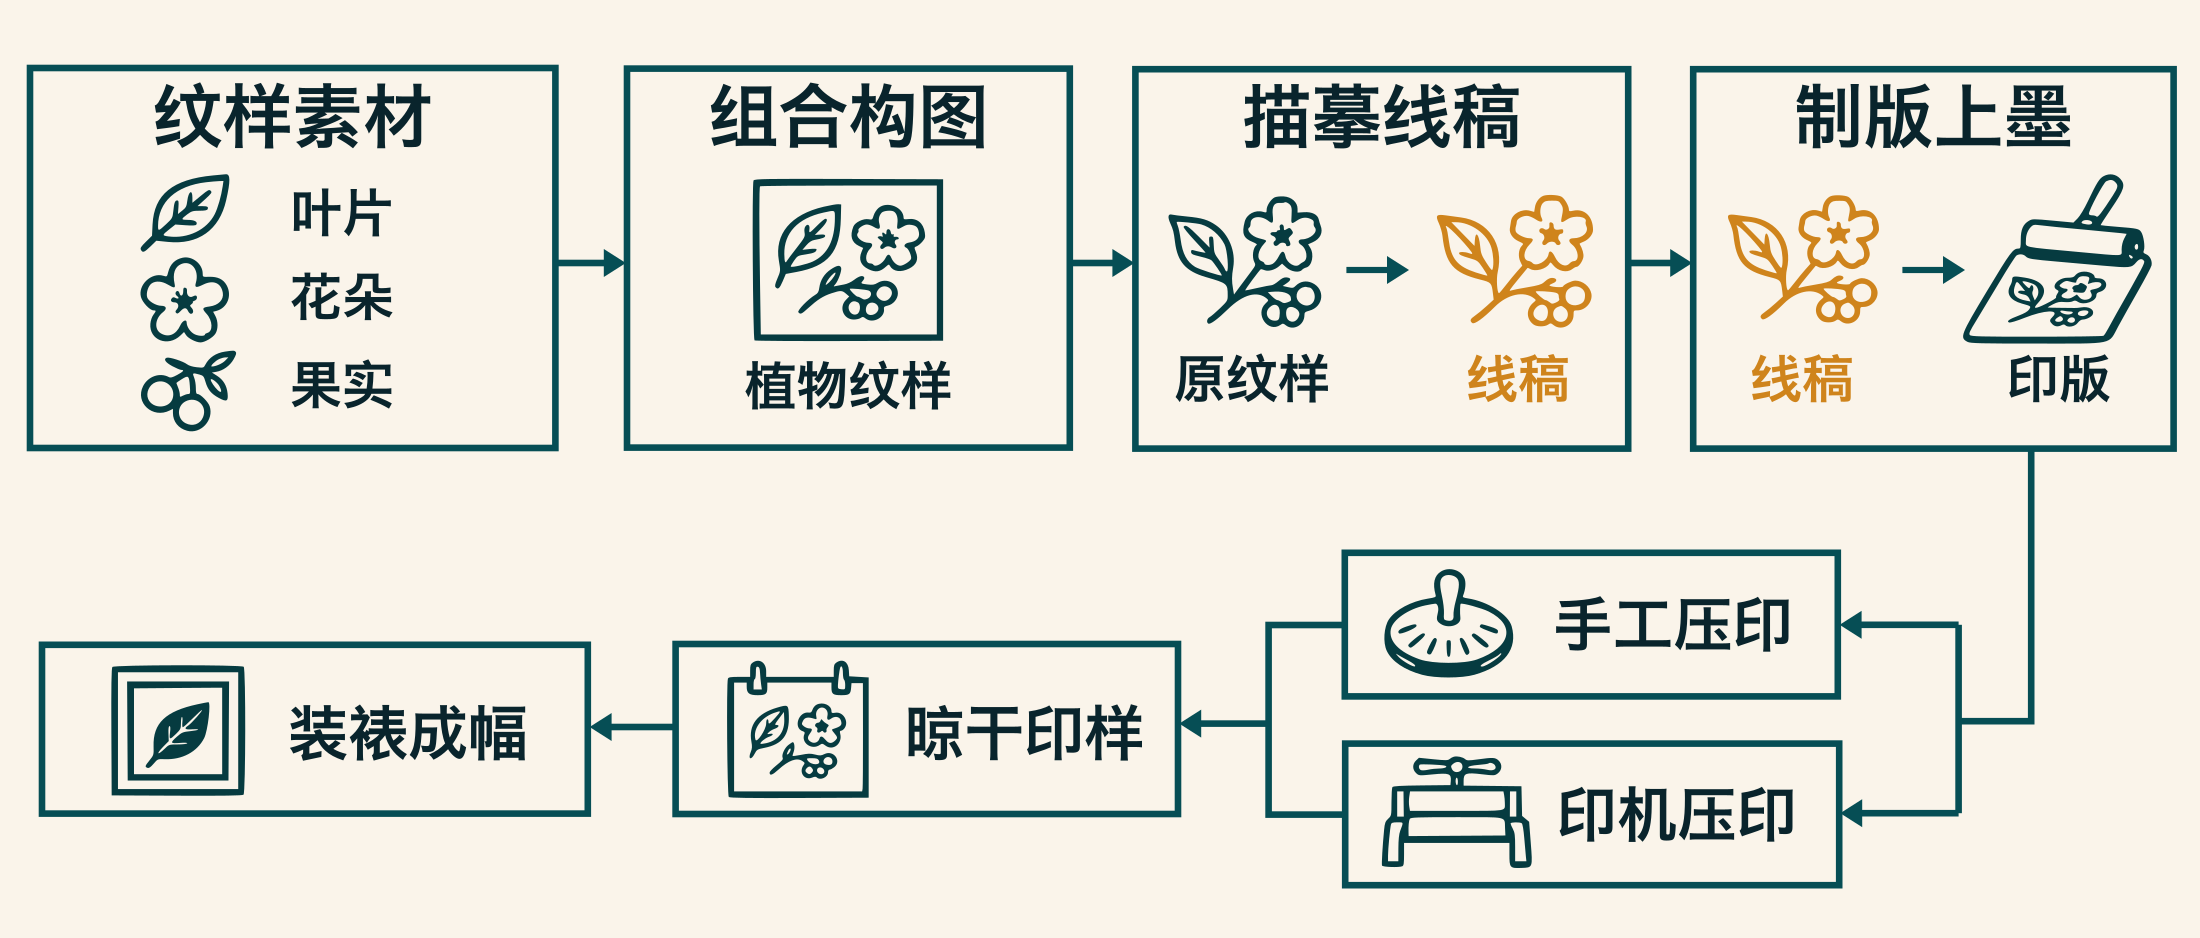 纹样素材
叶片
花朵
果实
组合构图
植物纹样
描摹线稿
原纹样
线稿
制版上墨
线稿
印版
手工压印
印机压印
晾干印样
装裱成幅